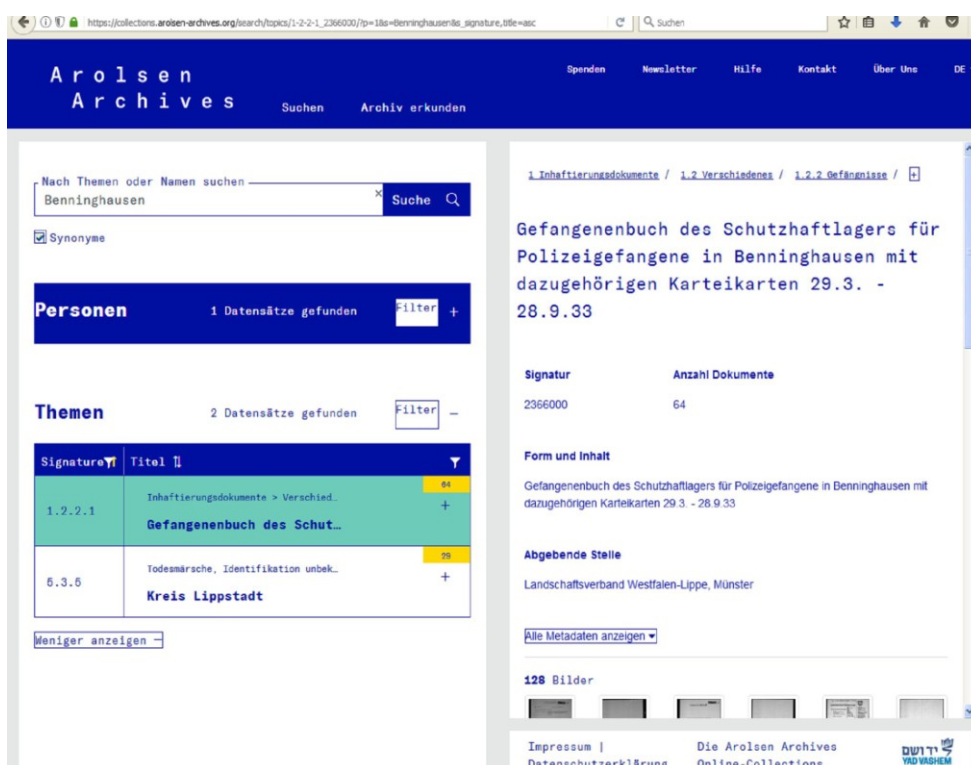 https://collections.arolsen-archives.org/search/topics/1-2-2-1_2366000/?p=1&s=Benninghausen&s_signature,title=asc
Suchen
Arolsen
Archives
Suchen
Archiv erkunden
Spenden
Newsletter
Hilfe
Kontakt
Über Uns
DE
Nach Themen oder Namen suchen
Benninghausen
×
Suche
Synonyme
Personen
1 Datensätze gefunden
Filter
+
Themen
2 Datensätze gefunden
Filter
–
Signature
Titel
64
1.2.2.1
Inhaftierungsdokumente > Verschied…
+
Gefangenenbuch des Schut…
29
5.3.5
Todesmärsche, Identifikation unbek…
+
Kreis Lippstadt
Weniger anzeigen –
1 Inhaftierungsdokumente / 1.2 Verschiedenes / 1.2.2 Gefängnisse / +
Gefangenenbuch des Schutzhaftlagers für
Polizeigefangene in Benninghausen mit
dazugehörigen Karteikarten 29.3. -
28.9.33
Signatur
Anzahl Dokumente
2366000
64
Form und Inhalt
Gefangenenbuch des Schutzhaftlagers für Polizeigefangene in Benninghausen mit
dazugehörigen Karteikarten 29.3. - 28.9.33
Abgebende Stelle
Landschaftsverband Westfalen-Lippe, Münster
Alle Metadaten anzeigen
128 Bilder
Impressum |
Datenschutzerklärung
Die Arolsen Archives
Online-Collections
יד ושם
YAD VASHEM